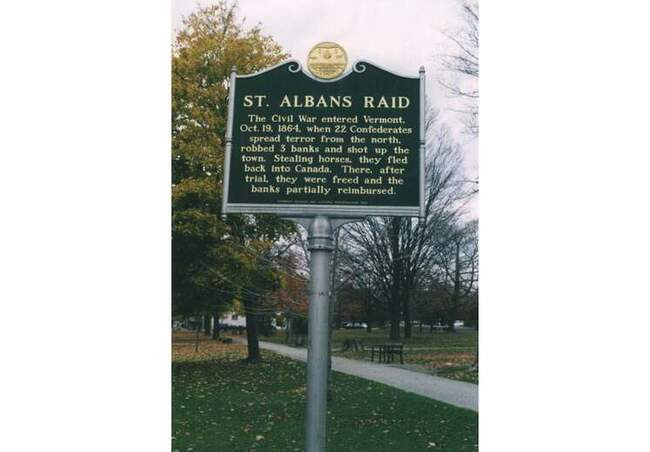 ST. ALBANS RAID
The Civil War entered Vermont,
Oct. 19, 1864, when 22 Confederates
spread terror from the north,
robbed 3 banks and shot up the
town. Stealing horses, they fled
back into Canada. There, after
trial, they were freed and the
banks partially reimbursed.